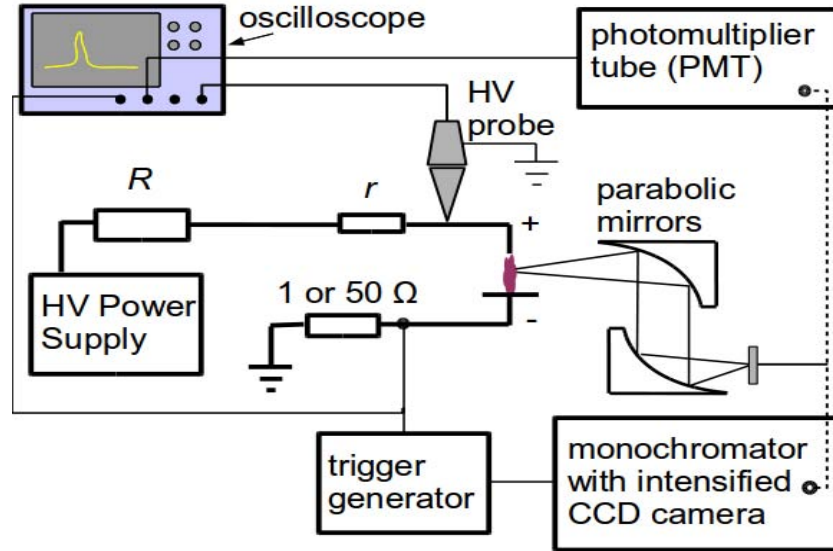 oscilloscope
photomultiplier
tube (PMT)
HV
probe
R
r
+
parabolic
mirrors
HV Power
Supply
1 or 50 Ω
-
trigger
generator
monochromator
with intensified
CCD camera